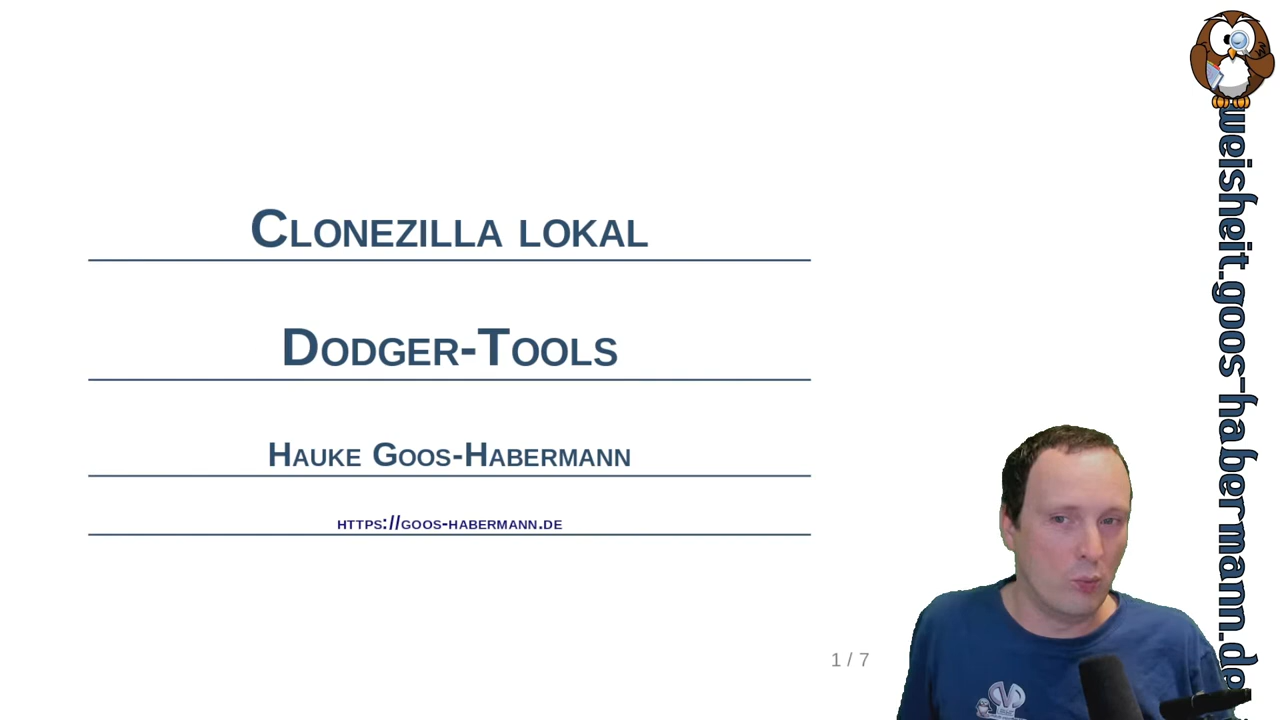 Clonezilla lokal
Dodger-Tools
Hauke Goos-Habermann
https://goos-habermann.de
1 / 7
weisheit.goos-habermann.de